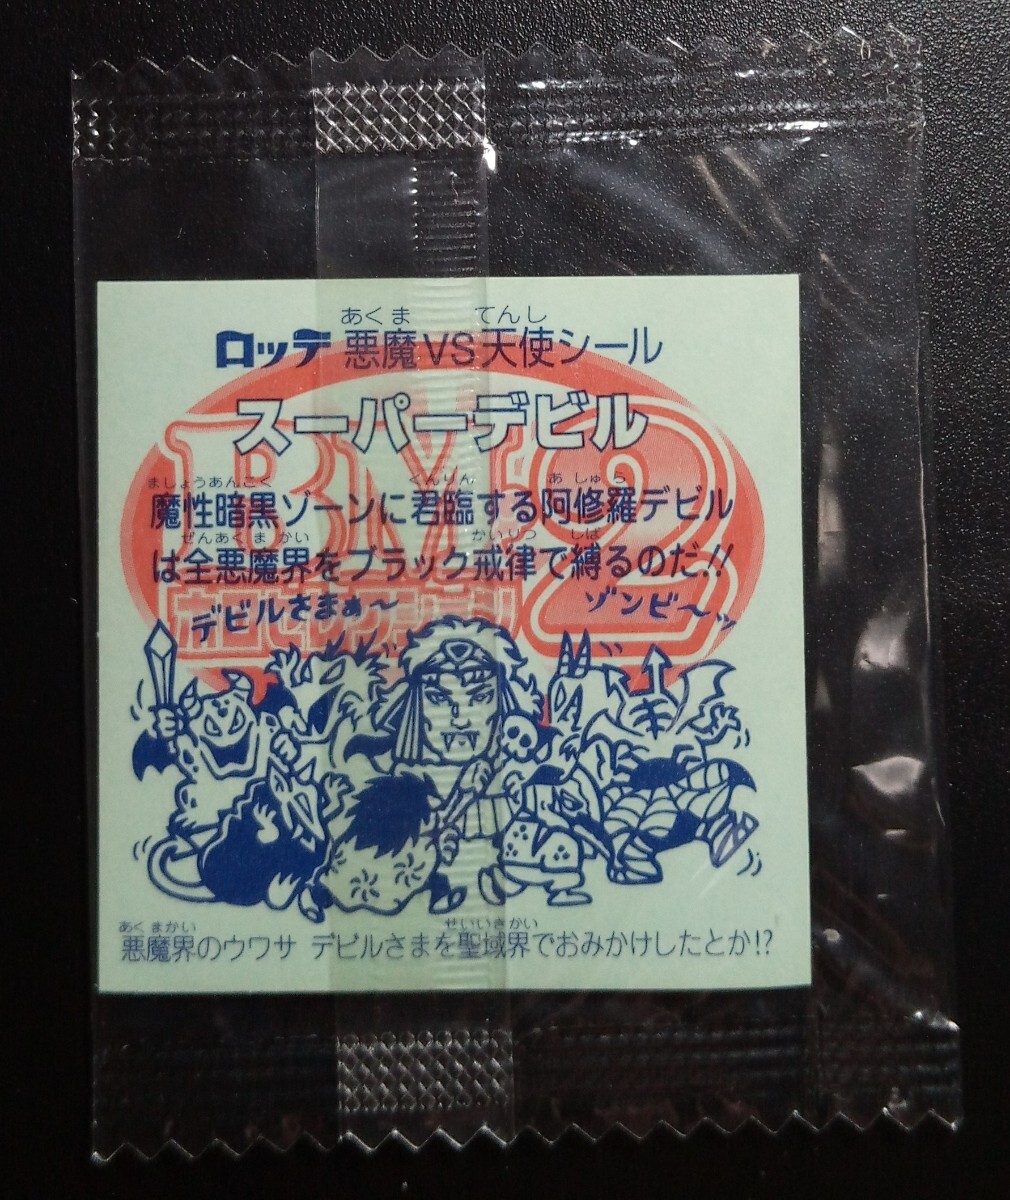 あくま てんし
ロッテ 悪魔VS天使シール
スーパーデビル
BM2
ましょうあんこく くんりん あしゅら
魔性暗黒ゾーンに君臨する阿修羅デビル
ぜんあくまかい かいりつ しば
は全悪魔界をブラック戒律で縛るのだ!!
デビルさまぁ〜
ゾンビ〜ッ
あくまかい せいいきかい
悪魔界のウワサ デビルさまを聖域界でおみかけしたとか!?